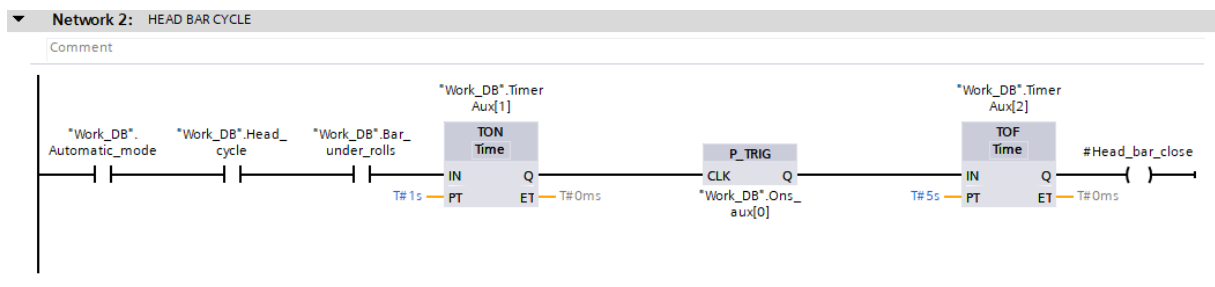 Network 2: HEAD BAR CYCLE
Comment
"Work_DB".Timer
Aux[1]
"Work_DB".Timer
Aux[2]
"Work_DB".
Automatic_mode
"Work_DB".Head_
cycle
"Work_DB".Bar_
under_rolls
TON
Time
P_TRIG
TOF
Time
#Head_bar_close
IN Q
CLK Q
IN Q
T#1s PT ET T#0ms
"Work_DB".Ons_
aux[0]
T#5s PT ET T#0ms